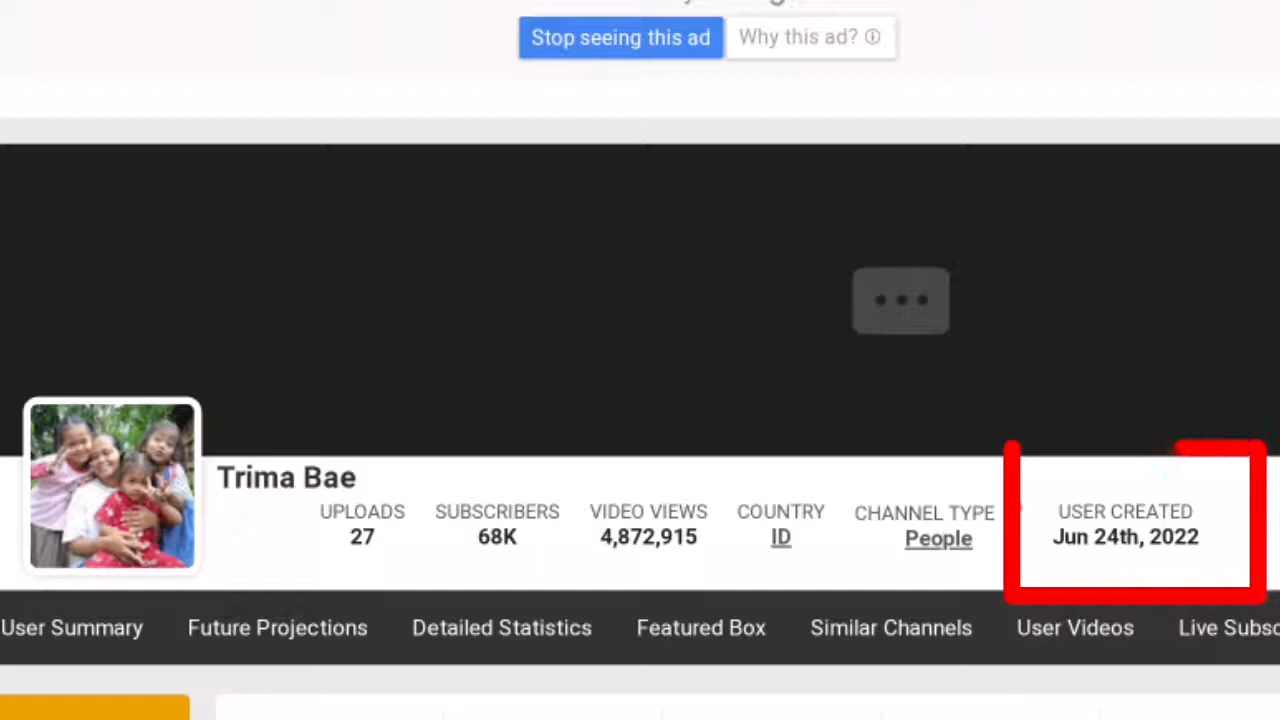 Stop seeing this ad Why this ad?
Trima Bae
UPLOADS SUBSCRIBERS VIDEO VIEWS COUNTRY CHANNEL TYPE USER CREATED
27 68K 4,872,915 ID People Jun 24th, 2022
User Summary Future Projections Detailed Statistics Featured Box Similar Channels User Videos Live Subsc